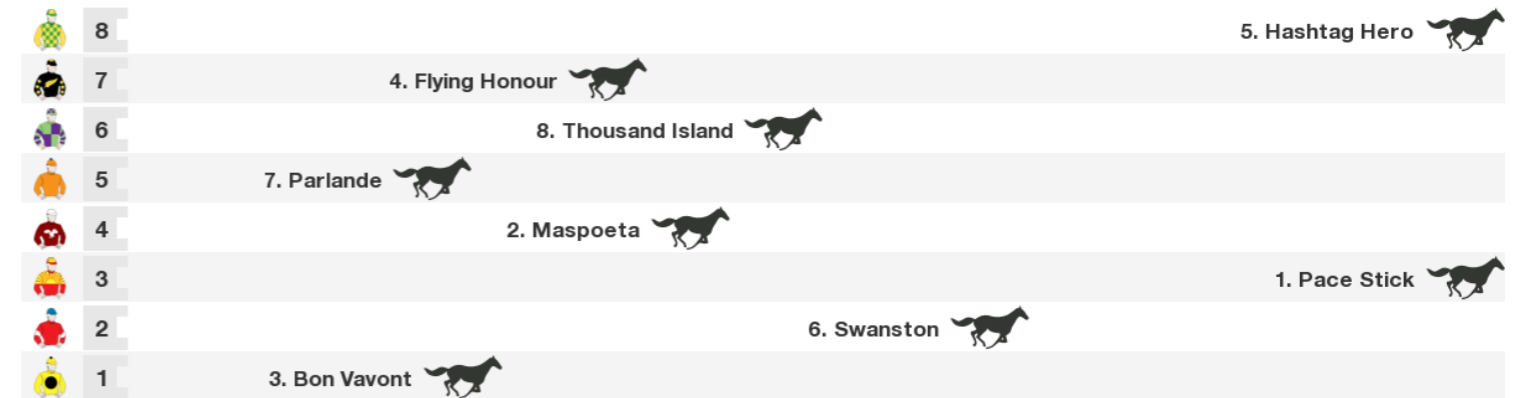 8 5. Hashtag Hero
7 4. Flying Honour
6 8. Thousand Island
5 7. Parlande
4 2. Maspoeta
3 1. Pace Stick
2 6. Swanston
1 3. Bon Vavont